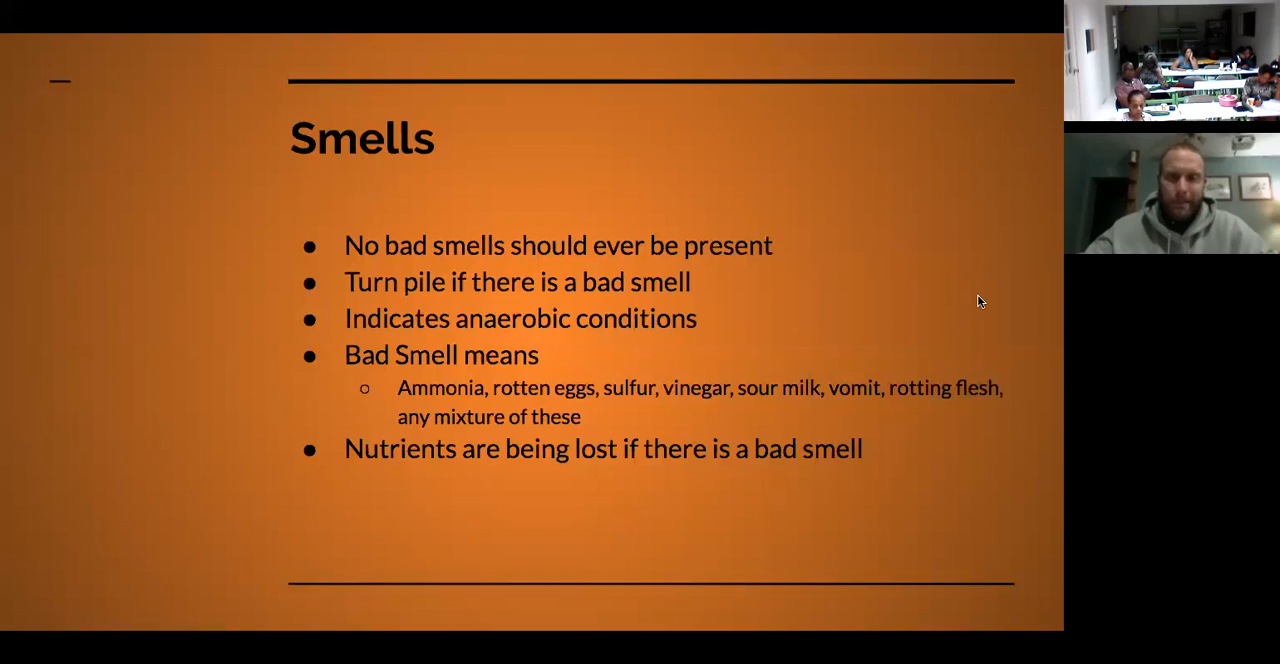 Smells
● No bad smells should ever be present
● Turn pile if there is a bad smell
● Indicates anaerobic conditions
● Bad Smell means
○ Ammonia, rotten eggs, sulfur, vinegar, sour milk, vomit, rotting flesh,
any mixture of these
● Nutrients are being lost if there is a bad smell